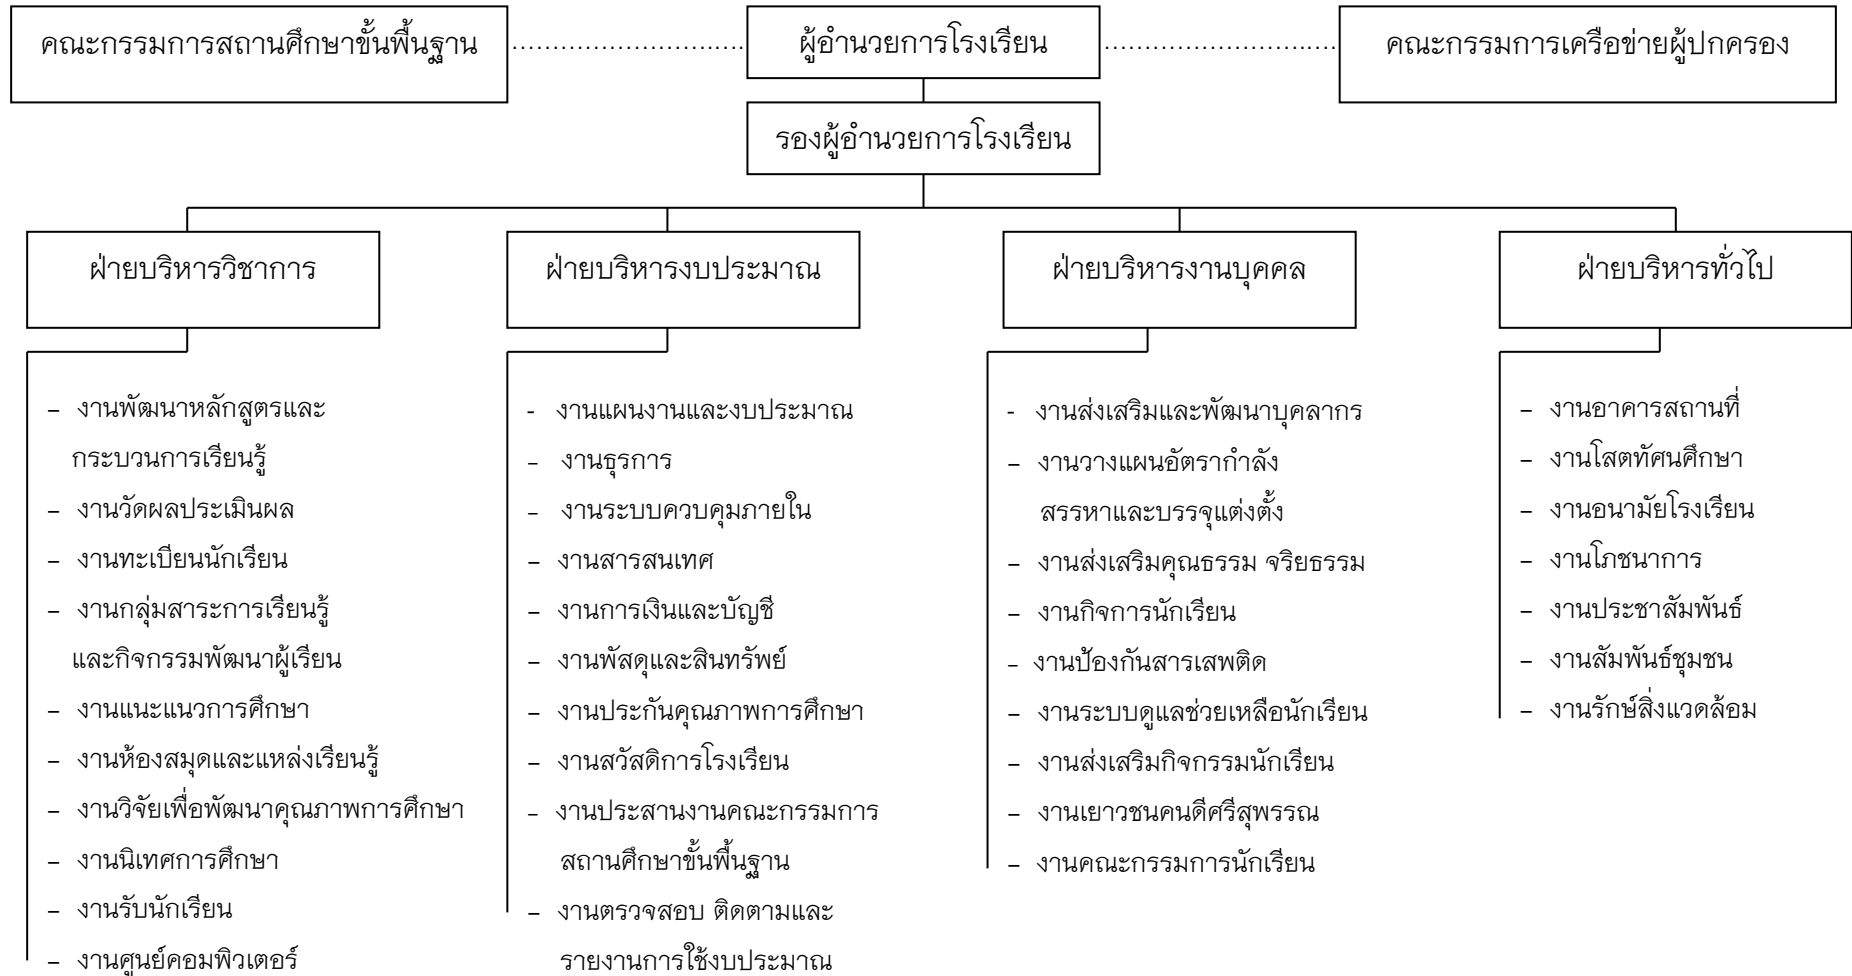 คณะกรรมการสถานศึกษาขั้นพื้นฐาน
ผู้อำนวยการโรงเรียน
คณะกรรมการเครือข่ายผู้ปกครอง
รองผู้อำนวยการโรงเรียน
ฝ่ายบริหารวิชาการ
- งานพัฒนาหลักสูตรและ
กระบวนการเรียนรู้
- งานวัดผลประเมินผล
- งานทะเบียนนักเรียน
- งานกลุ่มสาระการเรียนรู้
และกิจกรรมพัฒนาผู้เรียน
- งานแนะแนวการศึกษา
- งานห้องสมุดและแหล่งเรียนรู้
- งานวิจัยเพื่อพัฒนาคุณภาพการศึกษา
- งานนิเทศการศึกษา
- งานรับนักเรียน
- งานศูนย์คอมพิวเตอร์
ฝ่ายบริหารงบประมาณ
- งานแผนงานและงบประมาณ
- งานธุรการ
- งานระบบควบคุมภายใน
- งานสารสนเทศ
- งานการเงินและบัญชี
- งานพัสดุและสินทรัพย์
- งานประกันคุณภาพการศึกษา
- งานสวัสดิการโรงเรียน
- งานประสานงานคณะกรรมการ
สถานศึกษาขั้นพื้นฐาน
- งานตรวจสอบ ติดตามและ
รายงานการใช้งบประมาณ
ฝ่ายบริหารงานบุคคล
- งานส่งเสริมและพัฒนาบุคลากร
- งานวางแผนอัตรากำลัง
สรรหาและบรรจุแต่งตั้ง
- งานส่งเสริมคุณธรรม จริยธรรม
- งานกิจการนักเรียน
- งานป้องกันสารเสพติด
- งานระบบดูแลช่วยเหลือนักเรียน
- งานส่งเสริมกิจกรรมนักเรียน
- งานเยาวชนคนดีศรีสุพรรณ
- งานคณะกรรมการนักเรียน
ฝ่ายบริหารทั่วไป
- งานอาคารสถานที่
- งานโสตทัศนศึกษา
- งานอนามัยโรงเรียน
- งานโภชนาการ
- งานประชาสัมพันธ์
- งานสัมพันธ์ชุมชน
- งานรักษ์สิ่งแวดล้อม